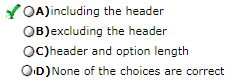 A)including the header
B)excluding the header
C)header and option length
D)None of the choices are correct